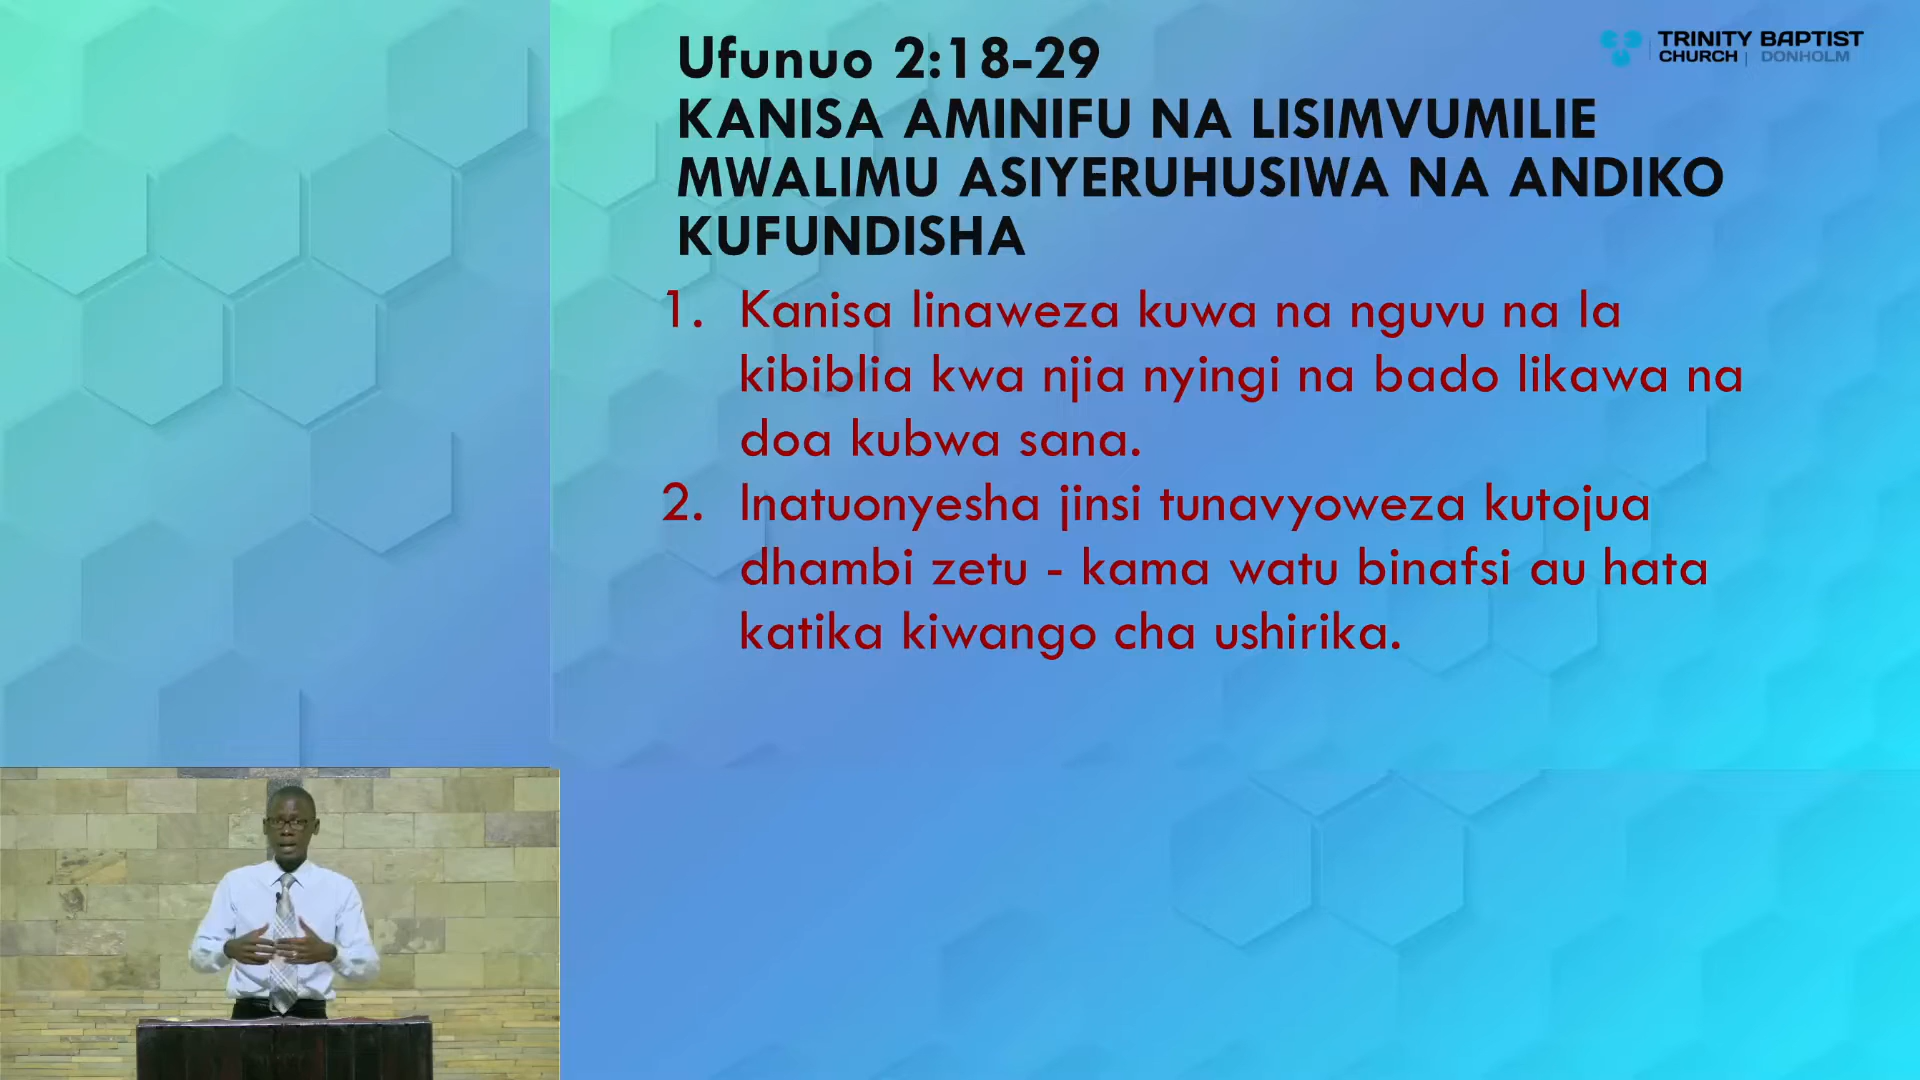 Ufunuo 2:18-29
KANISA AMINIFU NA LISIMVUMILIE
MWALIMU ASIYERUHUSIWA NA ANDIKO
KUFUNDISHA
1. Kanisa linaweza kuwa na nguvu na la
kibiblia kwa njia nyingi na bado likawa na
doa kubwa sana.
2. Inatuonyesha jinsi tunavyoweza kutojua
dhambi zetu - kama watu binafsi au hata
katika kiwango cha ushirika.
TRINITY BAPTIST
CHURCH | DONHOLM